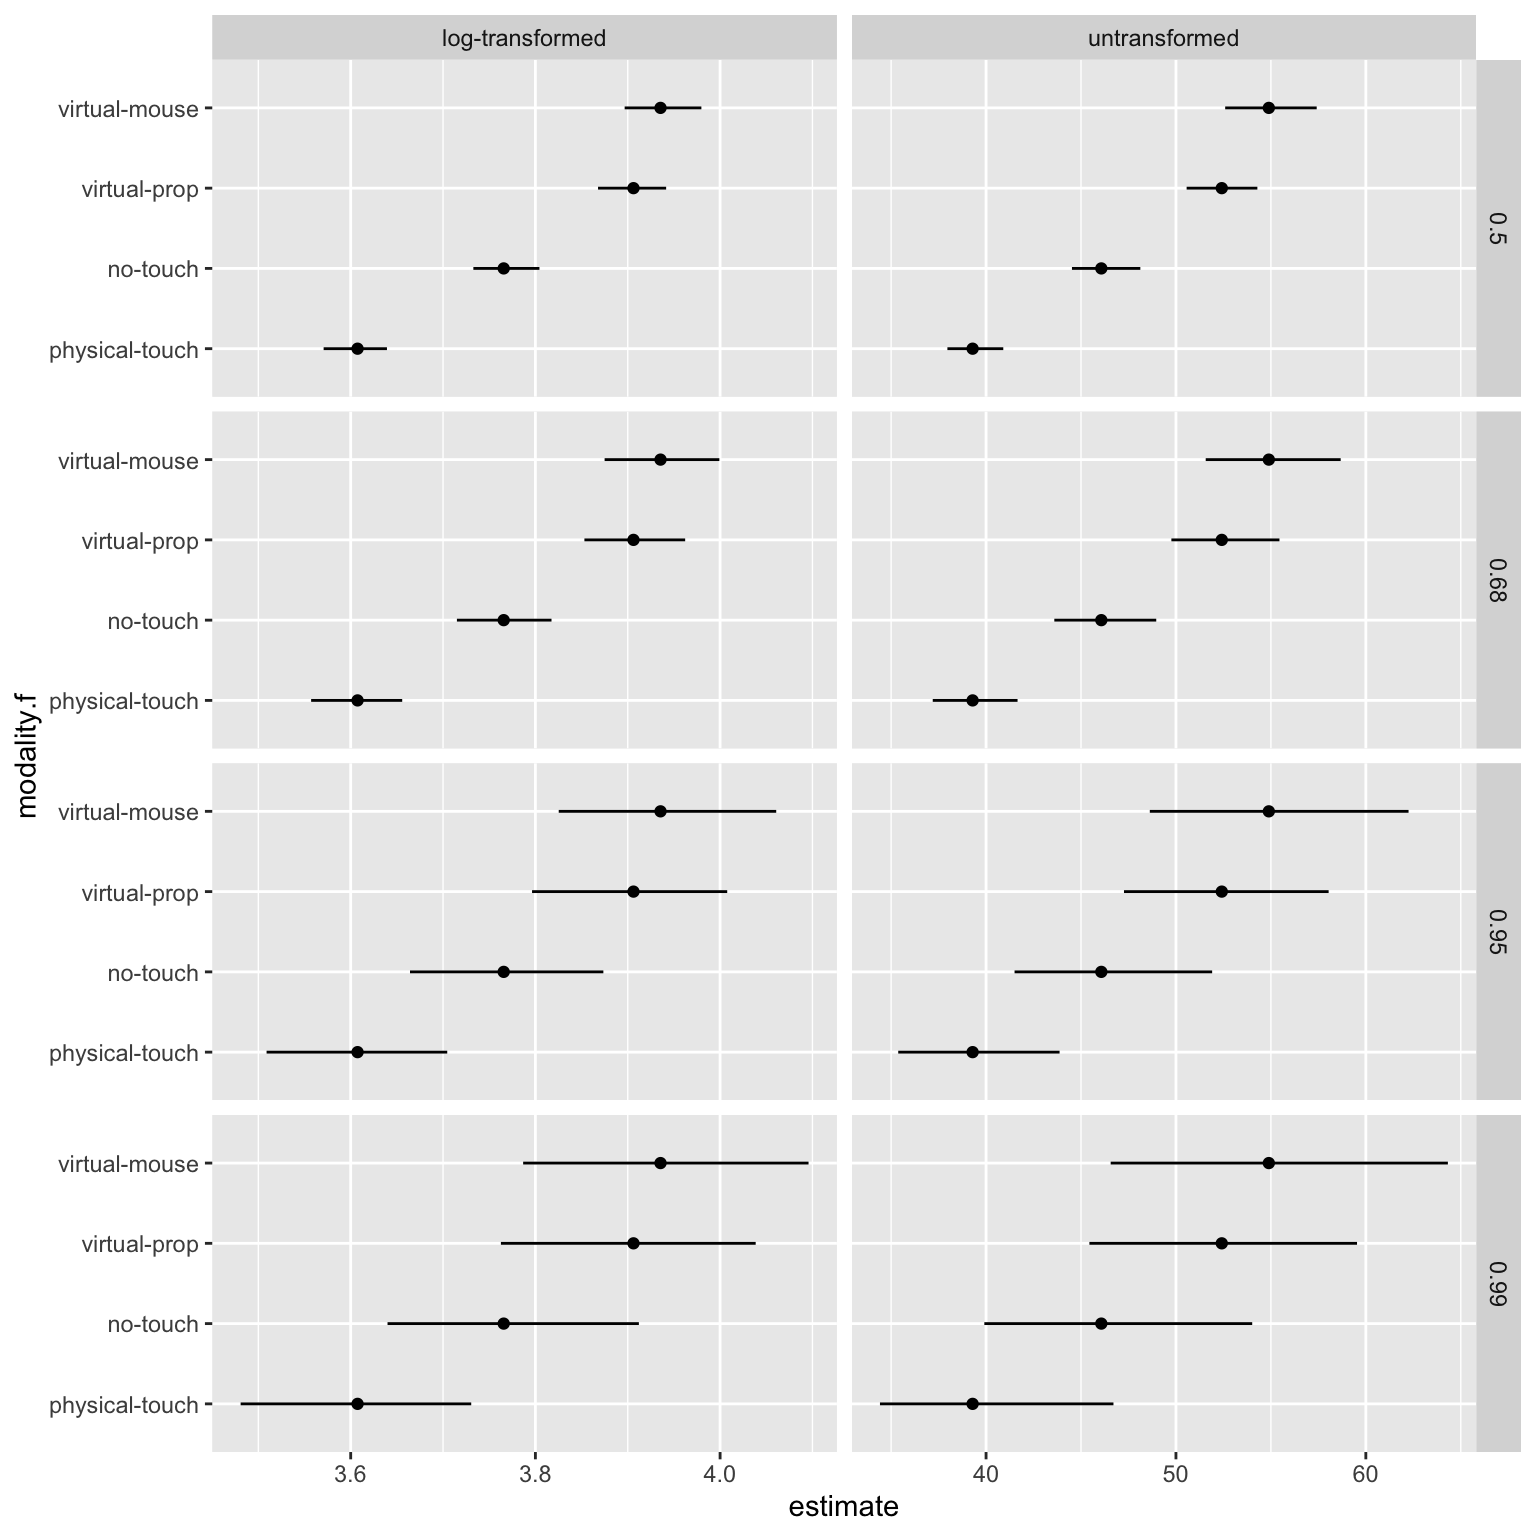 log-transformed
untransformed
virtual-mouse
virtual-prop
no-touch
physical-touch
0.5
virtual-mouse
virtual-prop
no-touch
physical-touch
0.68
virtual-mouse
virtual-prop
no-touch
physical-touch
0.95
virtual-mouse
virtual-prop
no-touch
physical-touch
0.99
modality.f
3.6
3.8
4.0
40
50
60
estimate